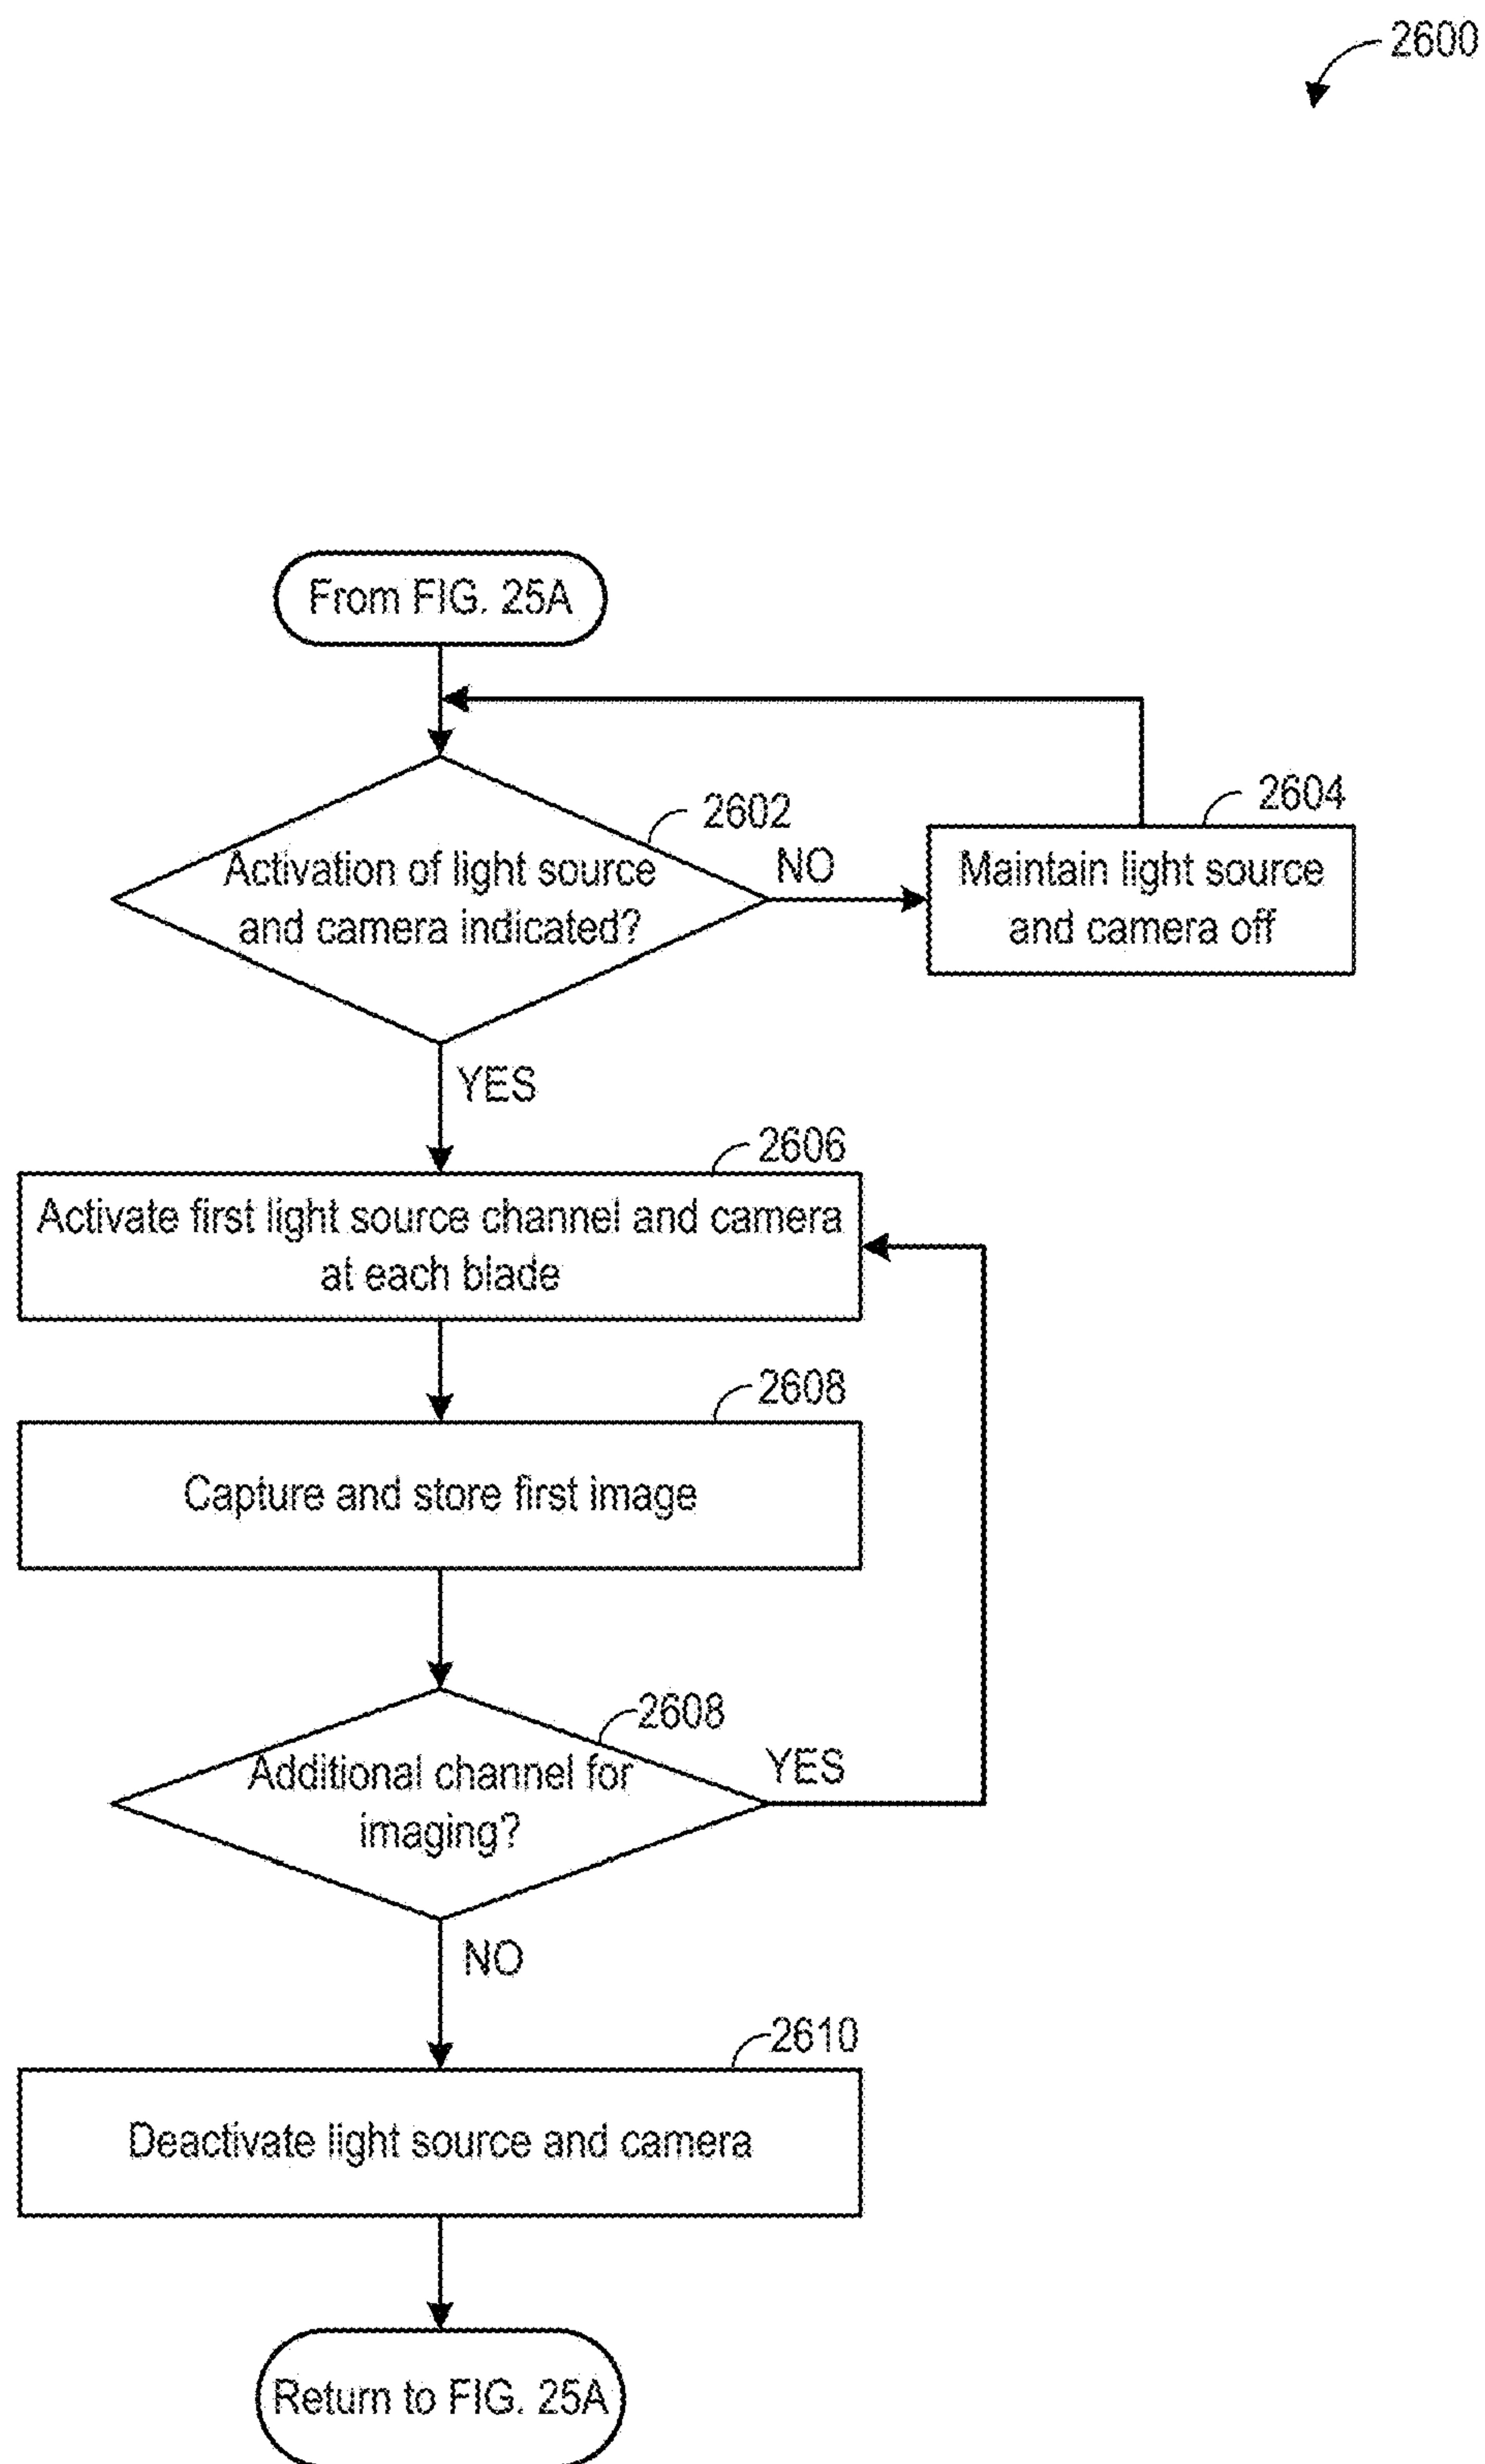 2600
From FIG. 25A
2602
Activation of light source
and camera indicated?
NO
2604
Maintain light source
and camera off
YES
2606
Activate first light source channel and camera
at each blade
2608
Capture and store first image
2608
Additional channel for
imaging?
YES
NO
2610
Deactivate light source and camera
Return to FIG. 25A